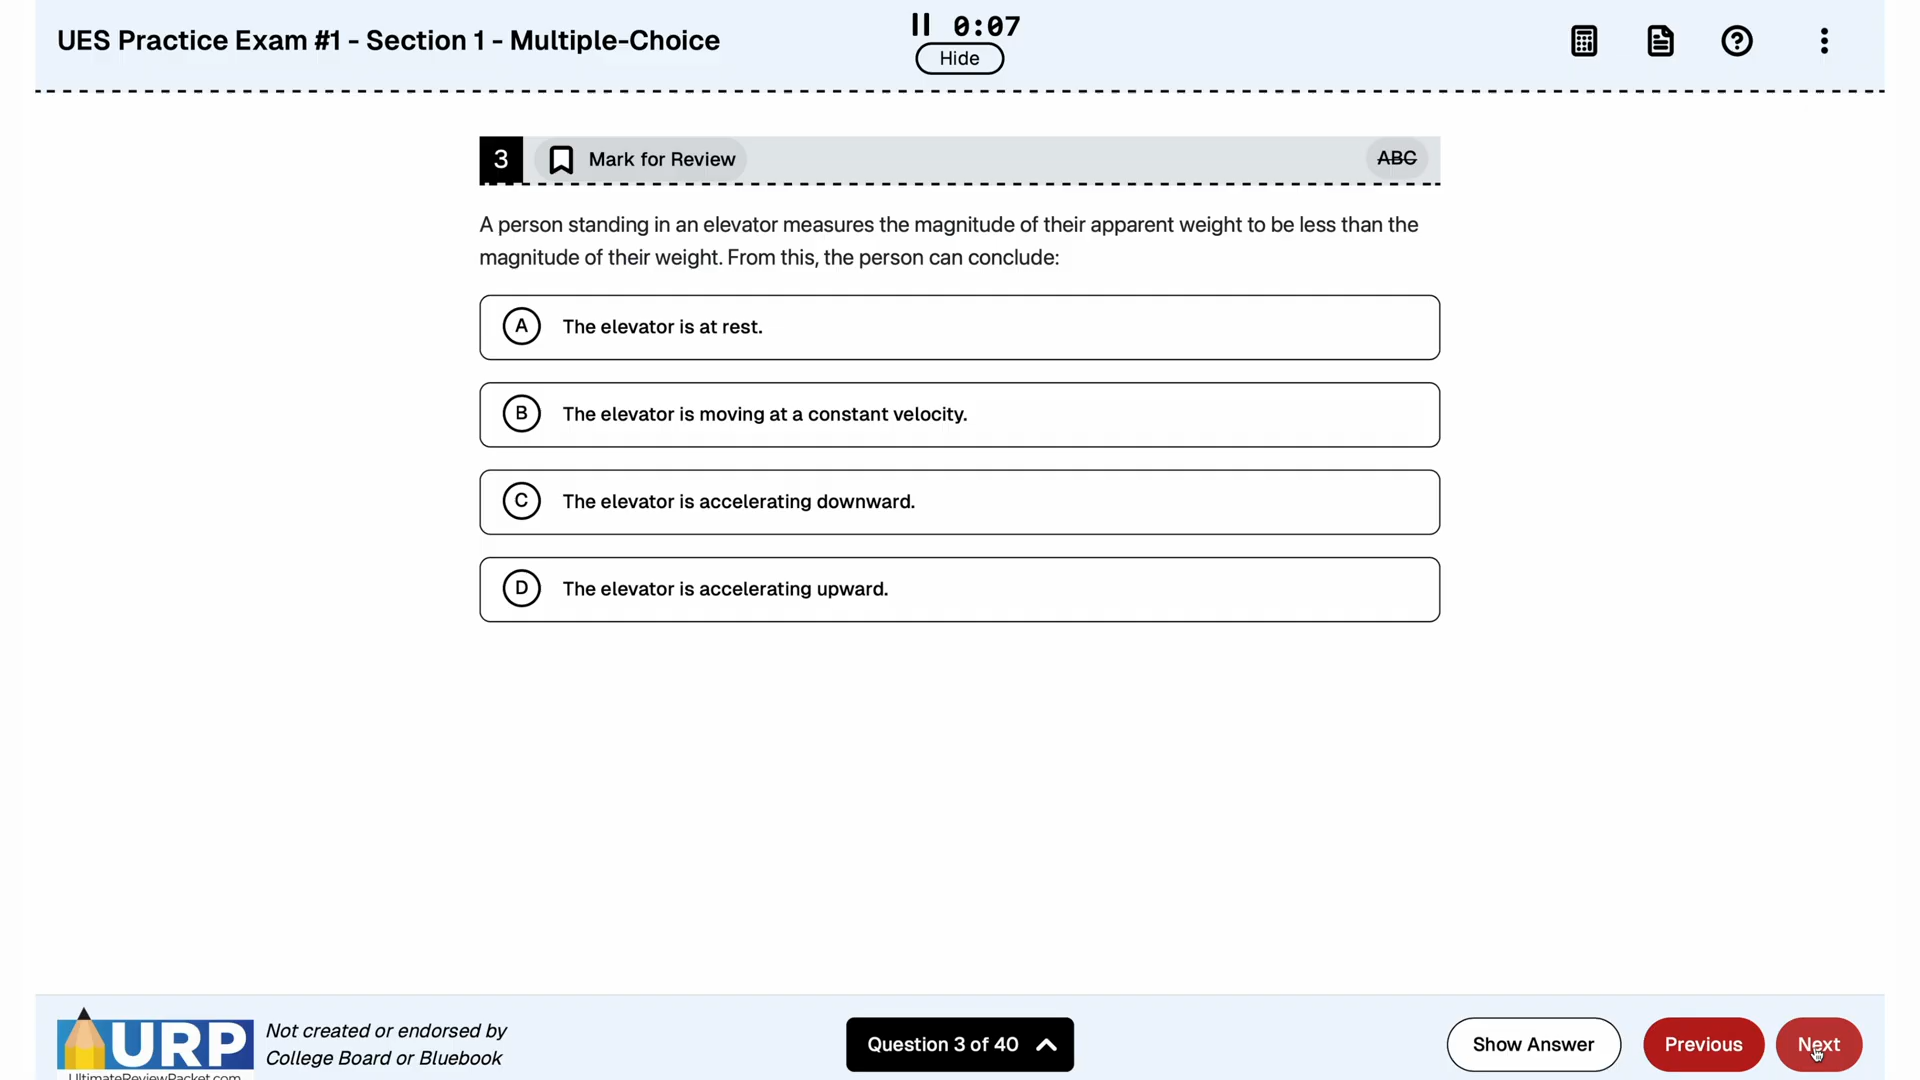 UES Practice Exam #1 - Section 1 - Multiple-Choice
0:07
Hide
3
Mark for Review
ABC
A person standing in an elevator measures the magnitude of their apparent weight to be less than the
magnitude of their weight. From this, the person can conclude:
A The elevator is at rest.
B The elevator is moving at a constant velocity.
C The elevator is accelerating downward.
D The elevator is accelerating upward.
URP
UltimateReviewPacket.com
Not created or endorsed by
College Board or Bluebook
Question 3 of 40
Show Answer
Previous
Next